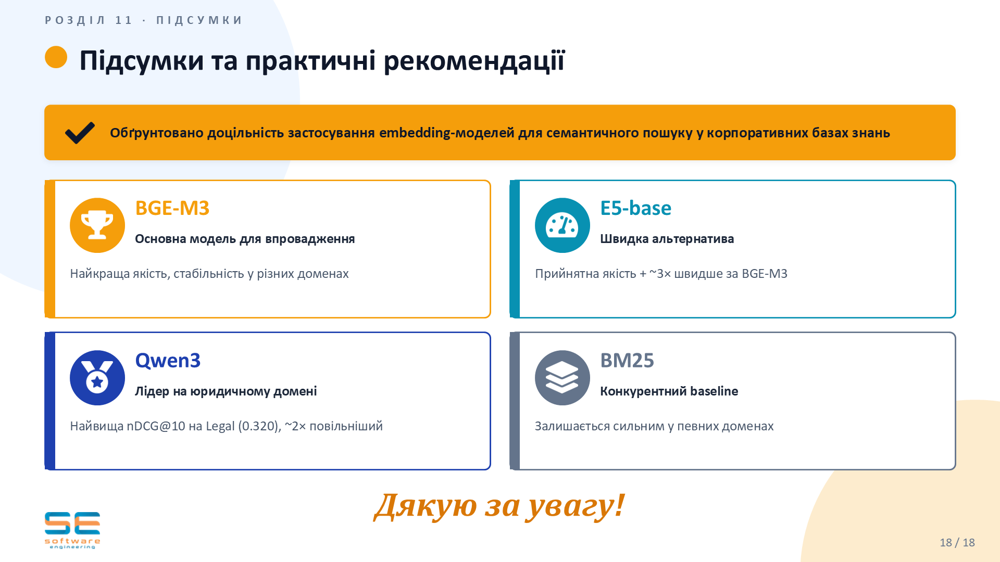 РОЗДІЛ 11 · ПІДСУМКИ
Підсумки та практичні рекомендації
Обґрунтовано доцільність застосування embedding-моделей для семантичного пошуку у корпоративних базах знань
BGE-M3
Основна модель для впровадження
Найкраща якість, стабільність у різних доменах
E5-base
Швидка альтернатива
Прийнятна якість + ~3× швидше за BGE-M3
Qwen3
Лідер на юридичному домені
Найвища nDCG@10 на Legal (0.320), ~2× повільніший
BM25
Конкурентний baseline
Залишається сильним у певних доменах
Дякую за увагу!
SE
software
engineering
18 / 18